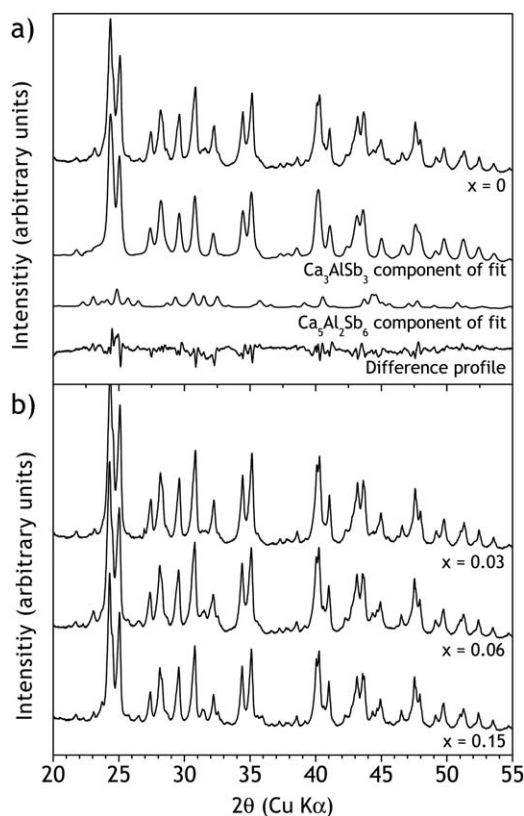 a)
Intensitiy (arbitrary units)
x = 0
Ca₃AlSb₃ component of fit
Ca₅Al₂Sb₆ component of fit
Difference profile
b)
Intensitiy (arbitrary units)
x = 0.03
x = 0.06
x = 0.15
20 25 30 35 40 45 50 55
2θ (Cu Kα)